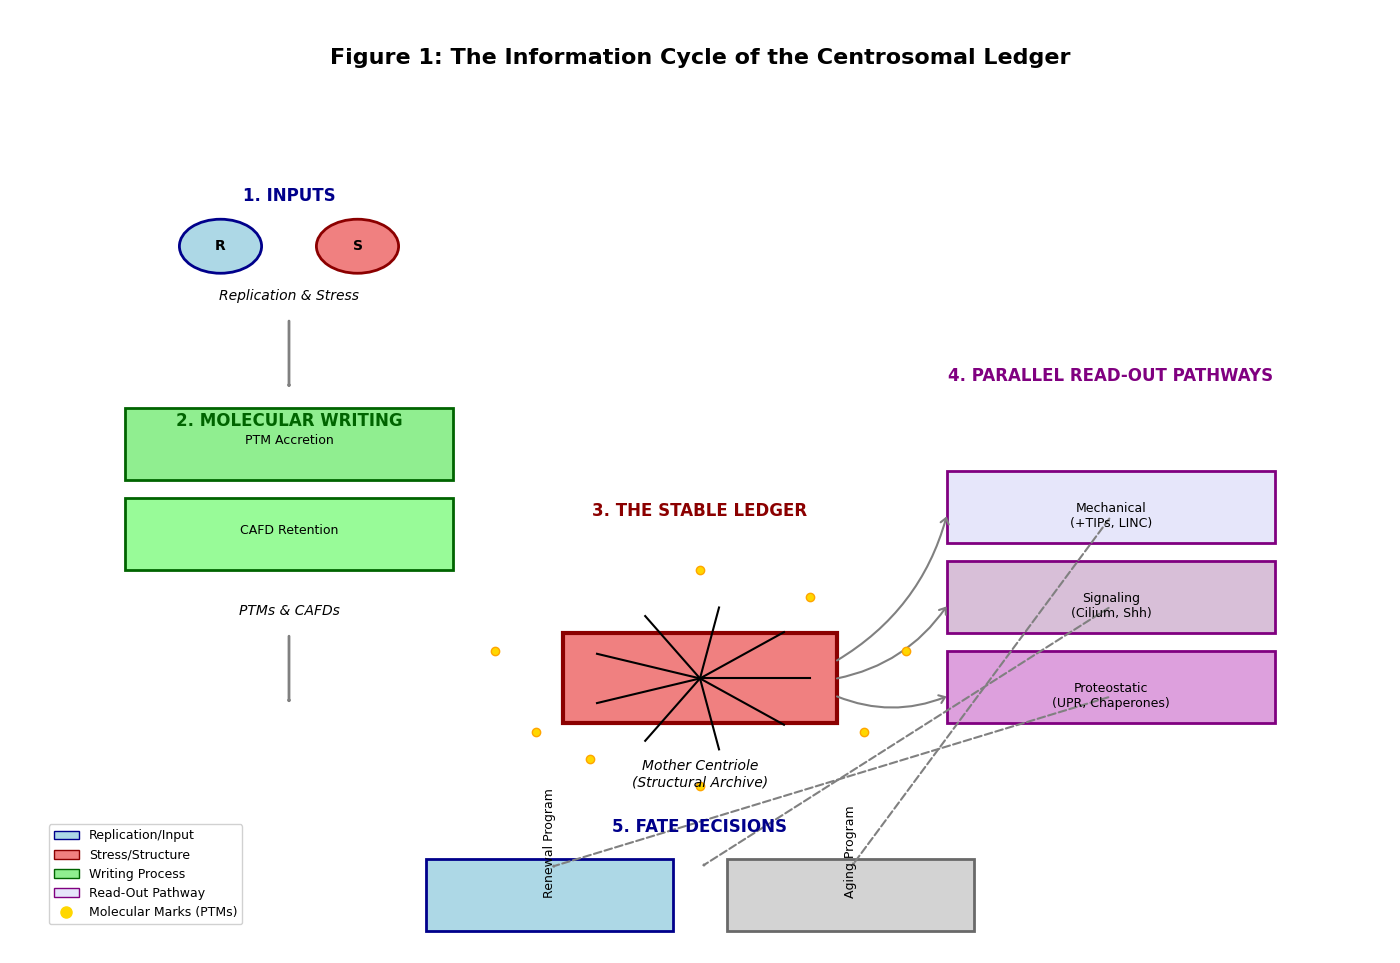 Figure 1: The Information Cycle of the Centrosomal Ledger
1. INPUTS
R
S
Replication & Stress
2. MOLECULAR WRITING
PTM Accretion
CAFD Retention
PTMs & CAFDs
3. THE STABLE LEDGER
Mother Centriole
(Structural Archive)
4. PARALLEL READ-OUT PATHWAYS
Mechanical
(+TIPs, LINC)
Signaling
(Cilium, Shh)
Proteostatic
(UPR, Chaperones)
5. FATE DECISIONS
Renewal Program
Aging Program
Replication/Input
Stress/Structure
Writing Process
Read-Out Pathway
Molecular Marks (PTMs)